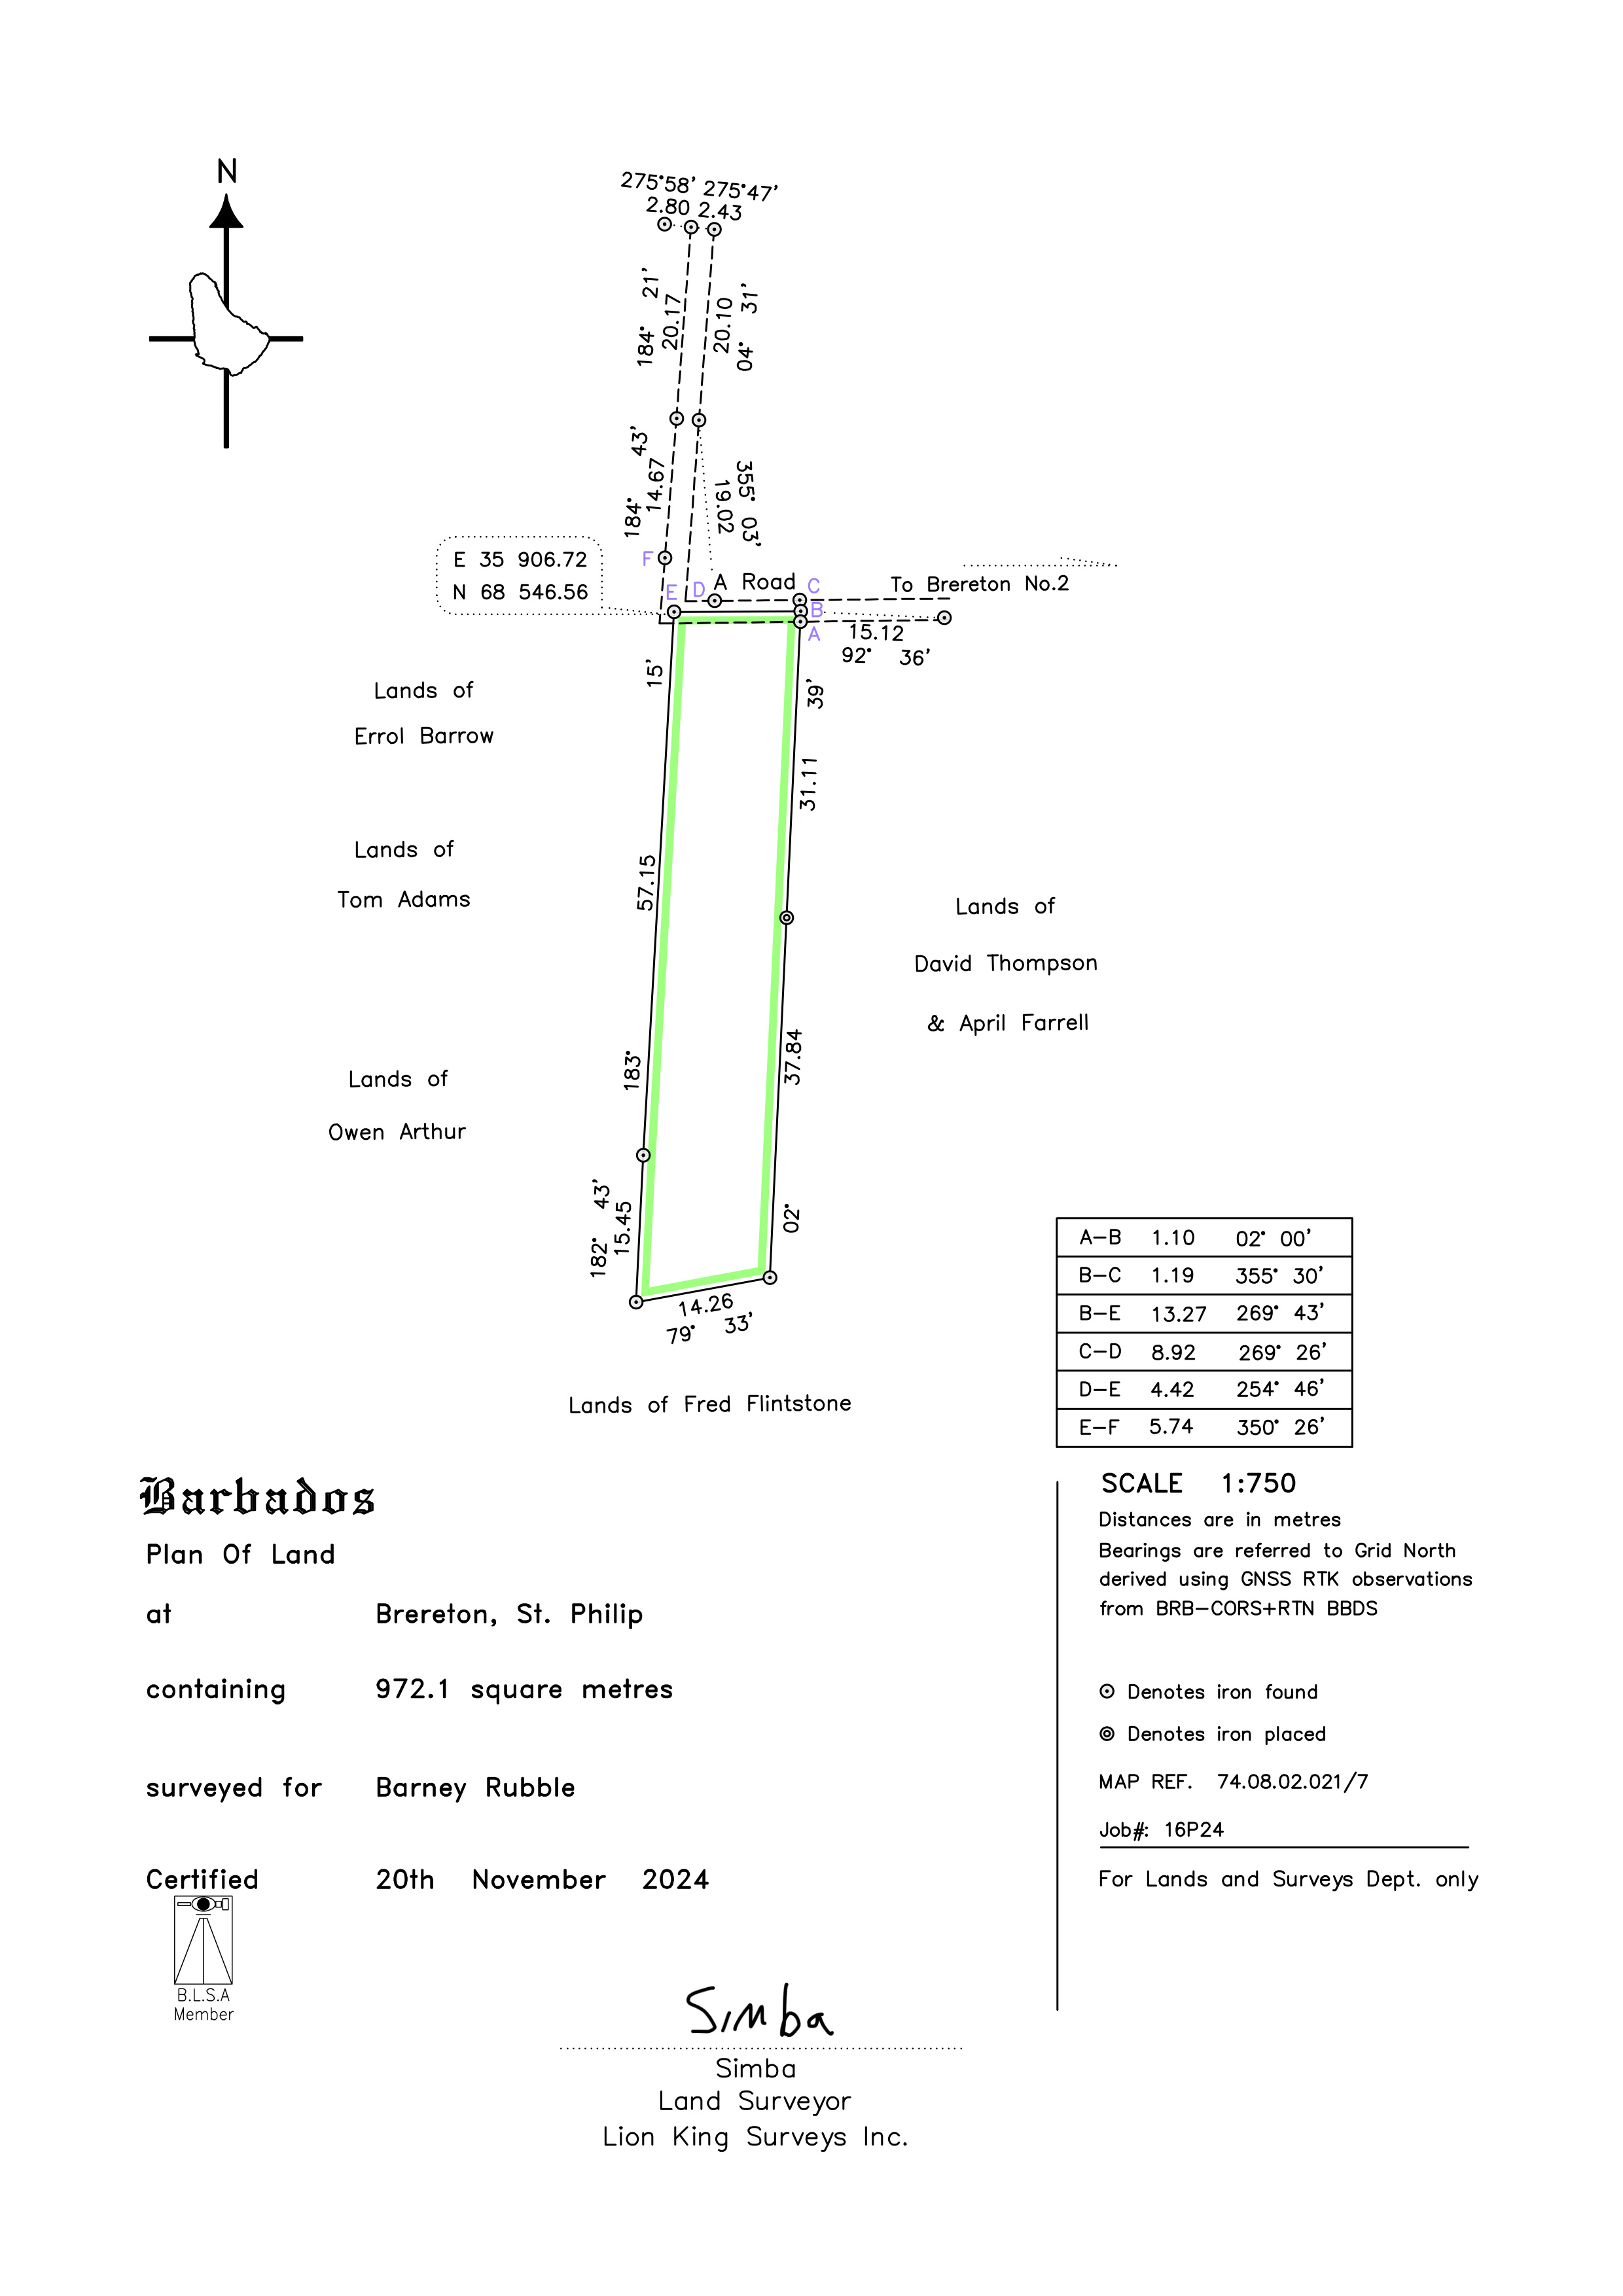 N
275°58' 275°47'
2.80 2.43
184° 21'
20.17
20.10
04° 31'
184° 43'
14.67
355° 03'
19.02
F
E 35 906.72
N 68 546.56
E
D
A Road
C
B
A
To Brereton No.2
15.12
92° 36'
15'
39'
Lands of
Errol Barrow
31.11
Lands of
Tom Adams
57.15
Lands of
David Thompson
& April Farrell
183°
37.84
Lands of
Owen Arthur
182° 43'
15.45
02°
14.26
79° 33'
Lands of Fred Flintstone
A-B 1.10 02° 00'
B-C 1.19 355° 30'
B-E 13.27 269° 43'
C-D 8.92 269° 26'
D-E 4.42 254° 46'
E-F 5.74 350° 26'
Barbados
Plan Of Land
at Brereton, St. Philip
containing 972.1 square metres
surveyed for Barney Rubble
Certified 20th November 2024
B.L.S.A
Member
SCALE 1:750
Distances are in metres
Bearings are referred to Grid North
derived using GNSS RTK observations
from BRB-CORS+RTN BBDS
Denotes iron found
Denotes iron placed
MAP REF. 74.08.02.021/7
Job#: 16P24
For Lands and Surveys Dept. only
Simba
Simba
Land Surveyor
Lion King Surveys Inc.